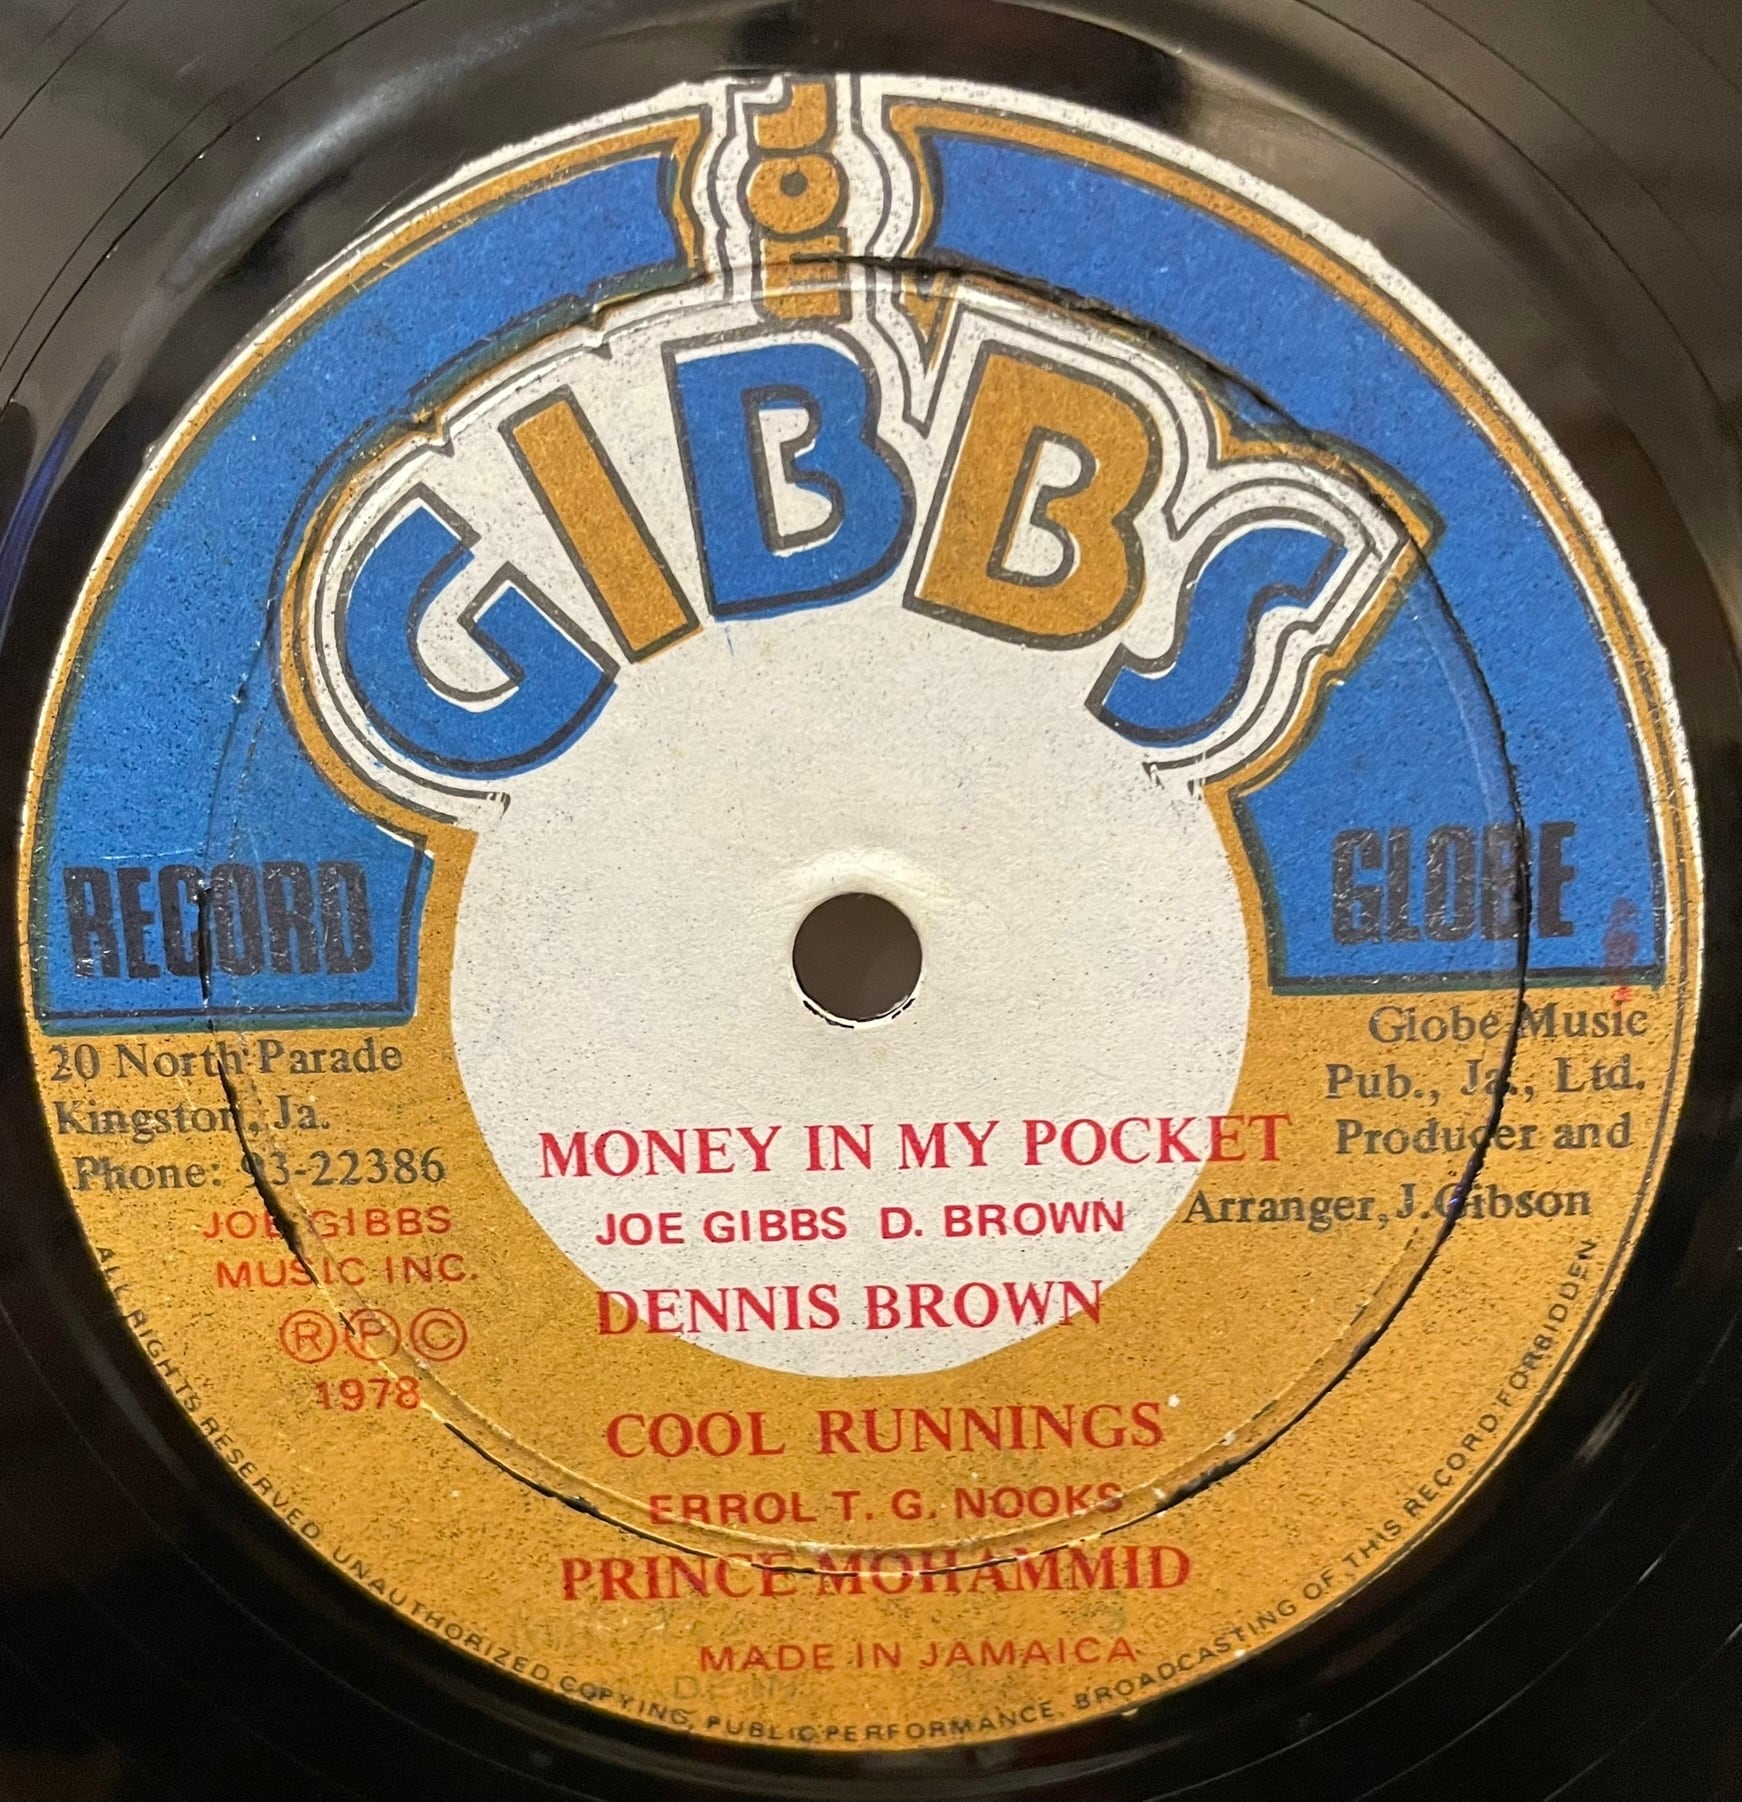 JOE
GIBBS
RECORD
GLOBE
20 North Parade
Kingston, Ja.
Phone: 93-22386
JOE GIBBS
MUSIC INC.
Ⓡ Ⓟ Ⓒ
1978
Globe Music
Pub., Ja., Ltd.
Producer and
Arranger, J. Gibson
MONEY IN MY POCKET
JOE GIBBS D. BROWN
DENNIS BROWN
COOL RUNNINGS
ERROL T. G. NOOKS
PRINCE MOHAMMID
MADE IN JAMAICA
ALL RIGHTS RESERVED, UNAUTHORIZED COPYING, PUBLIC PERFORMANCE, BROADCASTING OF THIS RECORD FORBIDDEN